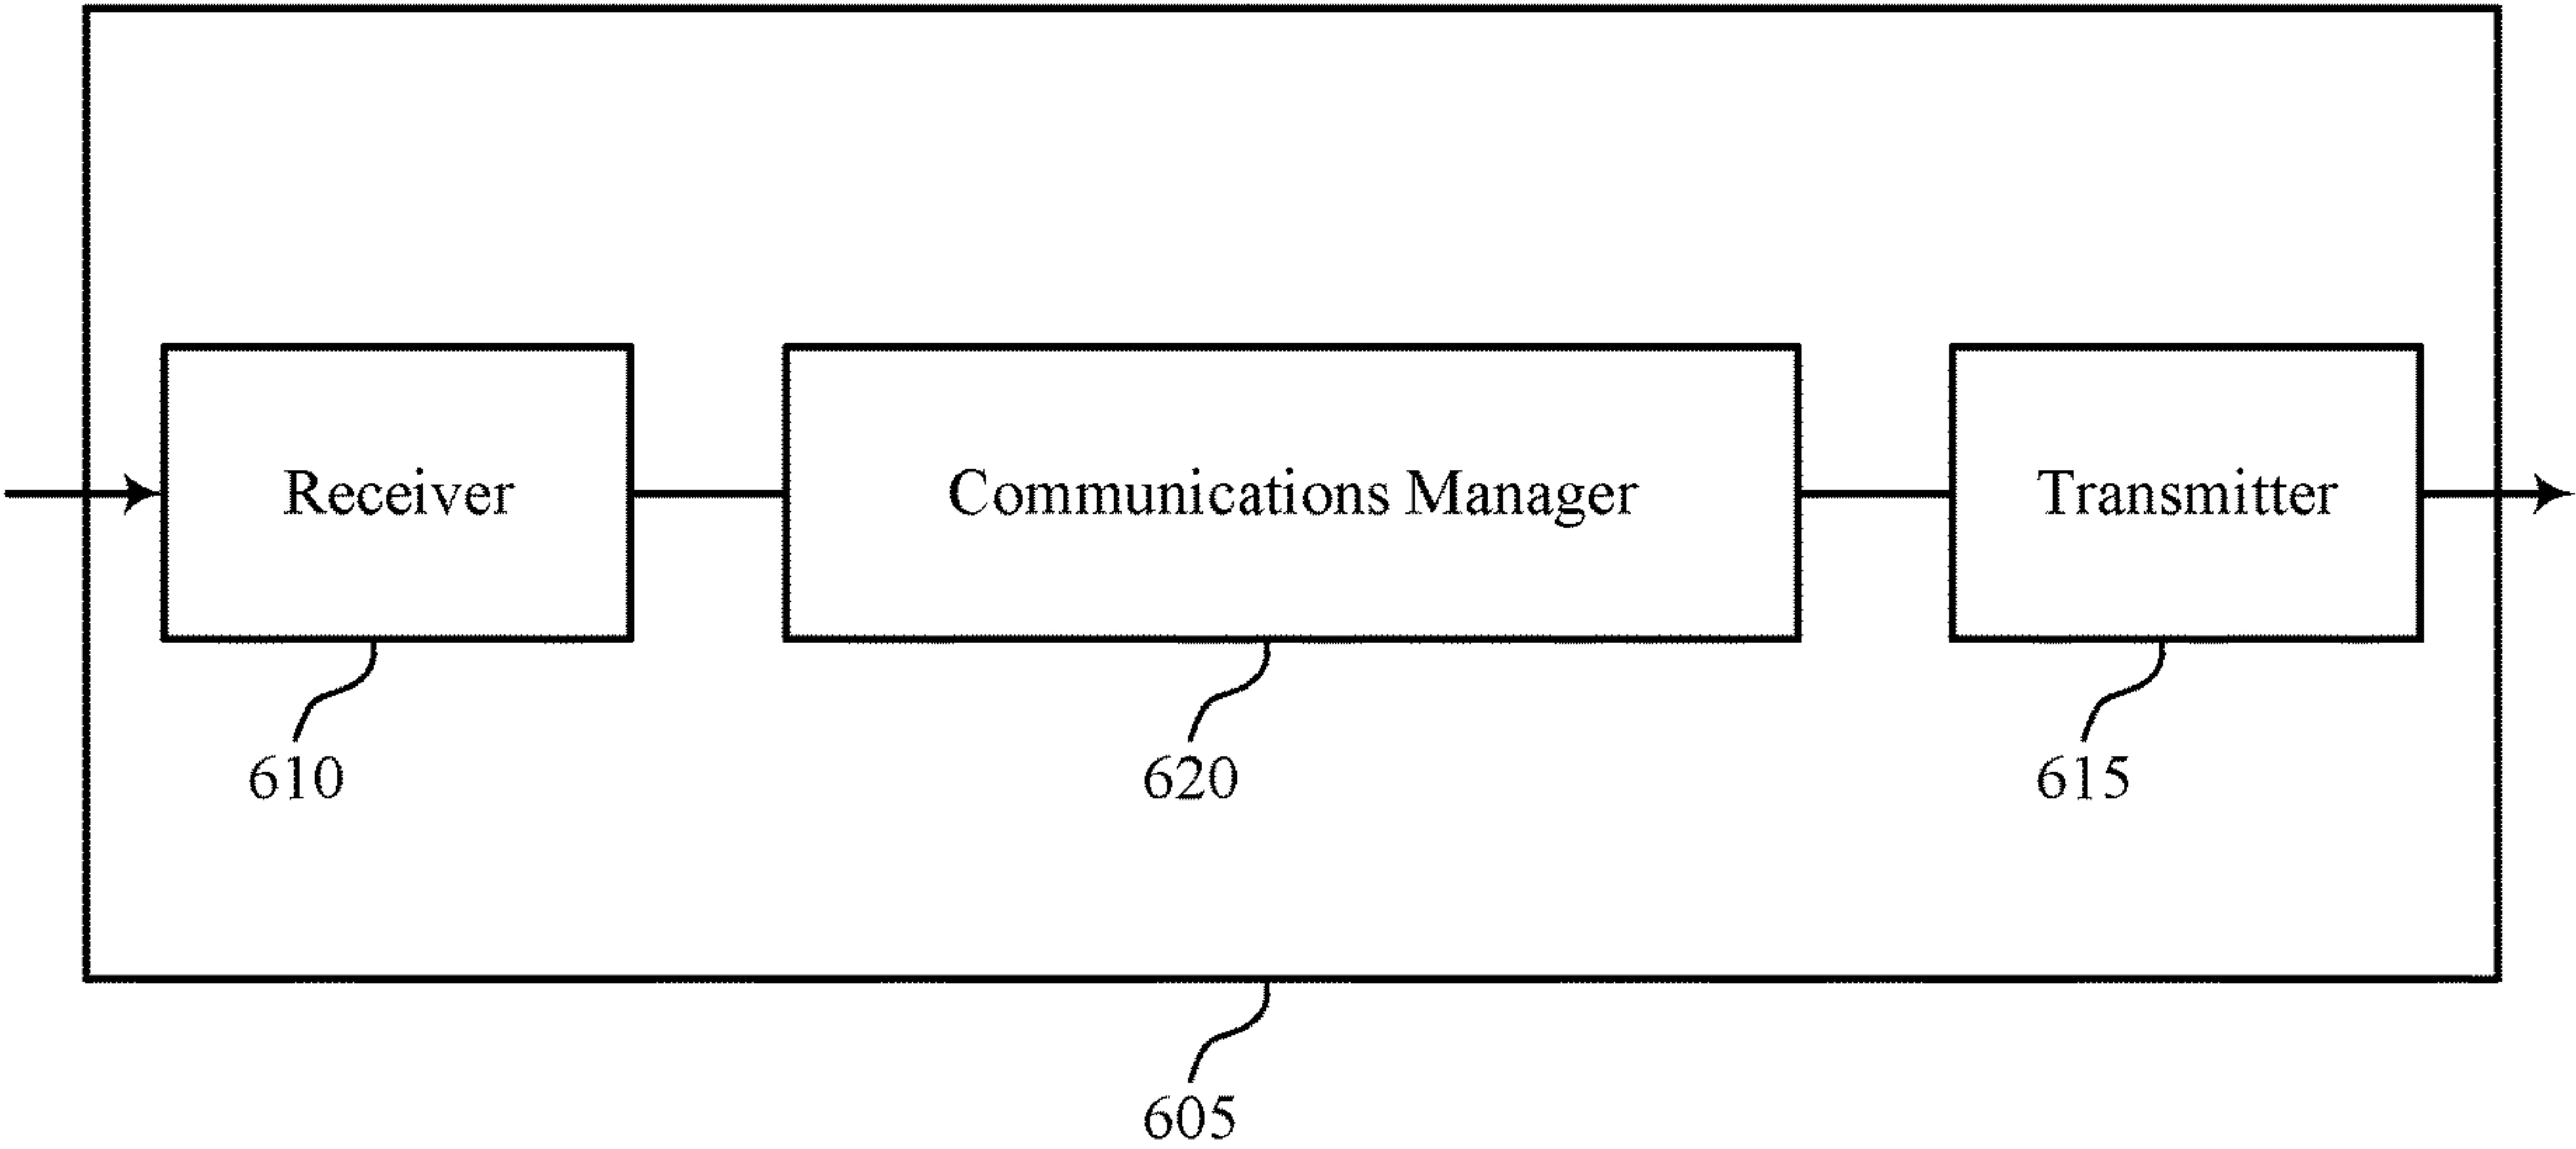 Receiver
Communications Manager
Transmitter
610
620
615
605